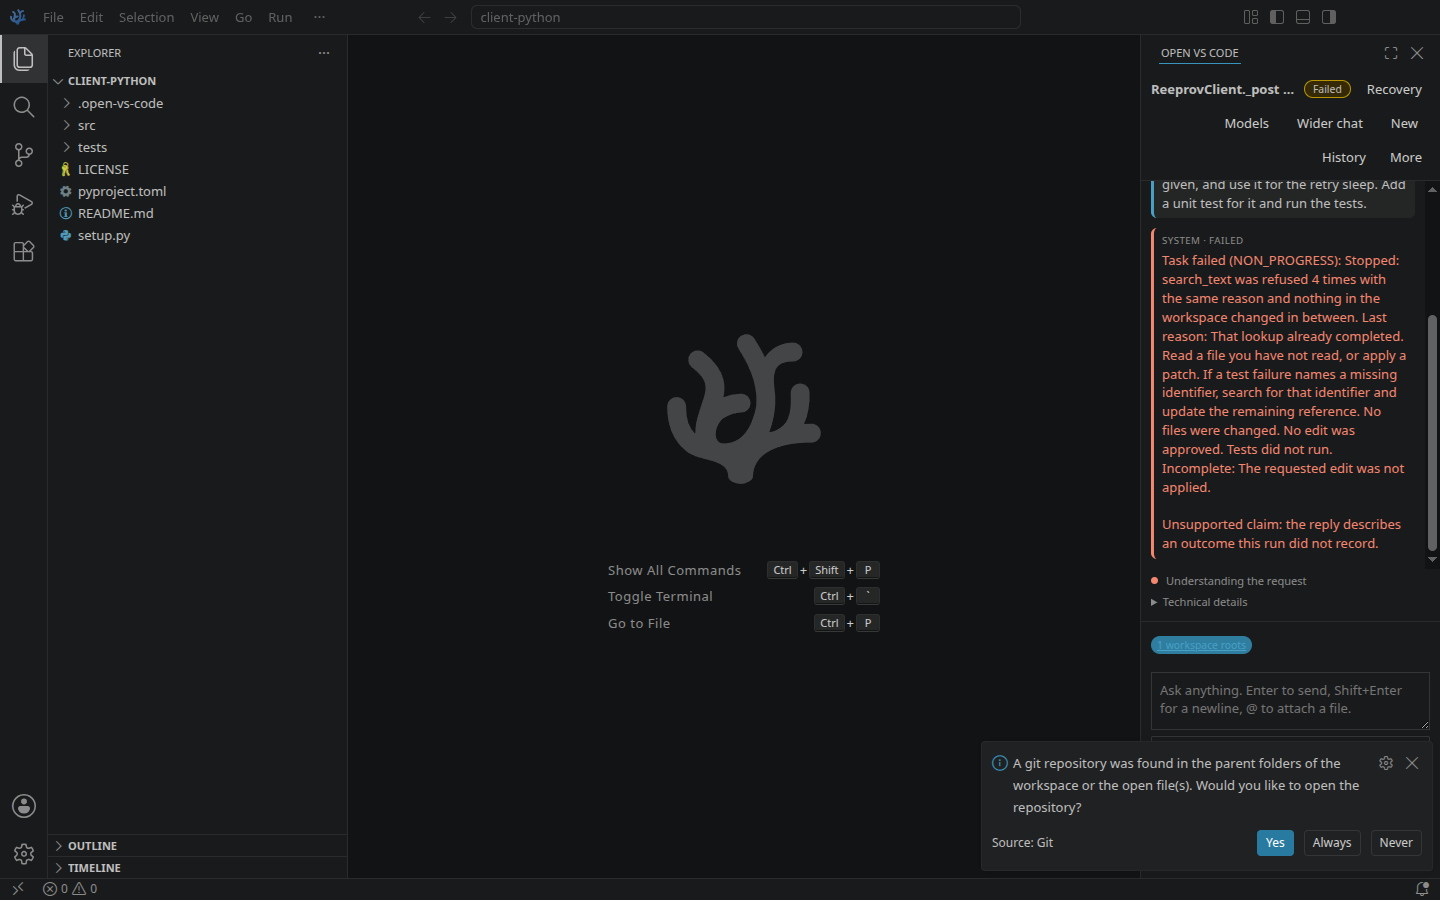 File Edit Selection View Go Run ···
client-python
EXPLORER
CLIENT-PYTHON
.open-vs-code
src
tests
LICENSE
pyproject.toml
README.md
setup.py
OUTLINE
TIMELINE
Show All Commands Ctrl + Shift + P
Toggle Terminal Ctrl + `
Go to File Ctrl + P
OPEN VS CODE
ReeprovClient._post ... Failed Recovery
Models Wider chat New
History More
given, and use it for the retry sleep. Add
a unit test for it and run the tests.
SYSTEM · FAILED
Task failed (NON_PROGRESS): Stopped:
search_text was refused 4 times with
the same reason and nothing in the
workspace changed in between. Last
reason: That lookup already completed.
Read a file you have not read, or apply a
patch. If a test failure names a missing
identifier, search for that identifier and
update the remaining reference. No
files were changed. No edit was
approved. Tests did not run.
Incomplete: The requested edit was not
applied.
Unsupported claim: the reply describes
an outcome this run did not record.
Understanding the request
Technical details
1 workspace roots
Ask anything. Enter to send, Shift+Enter
for a newline, @ to attach a file.
A git repository was found in the parent folders of the
workspace or the open file(s). Would you like to open the
repository?
Source: Git Yes Always Never
0 0